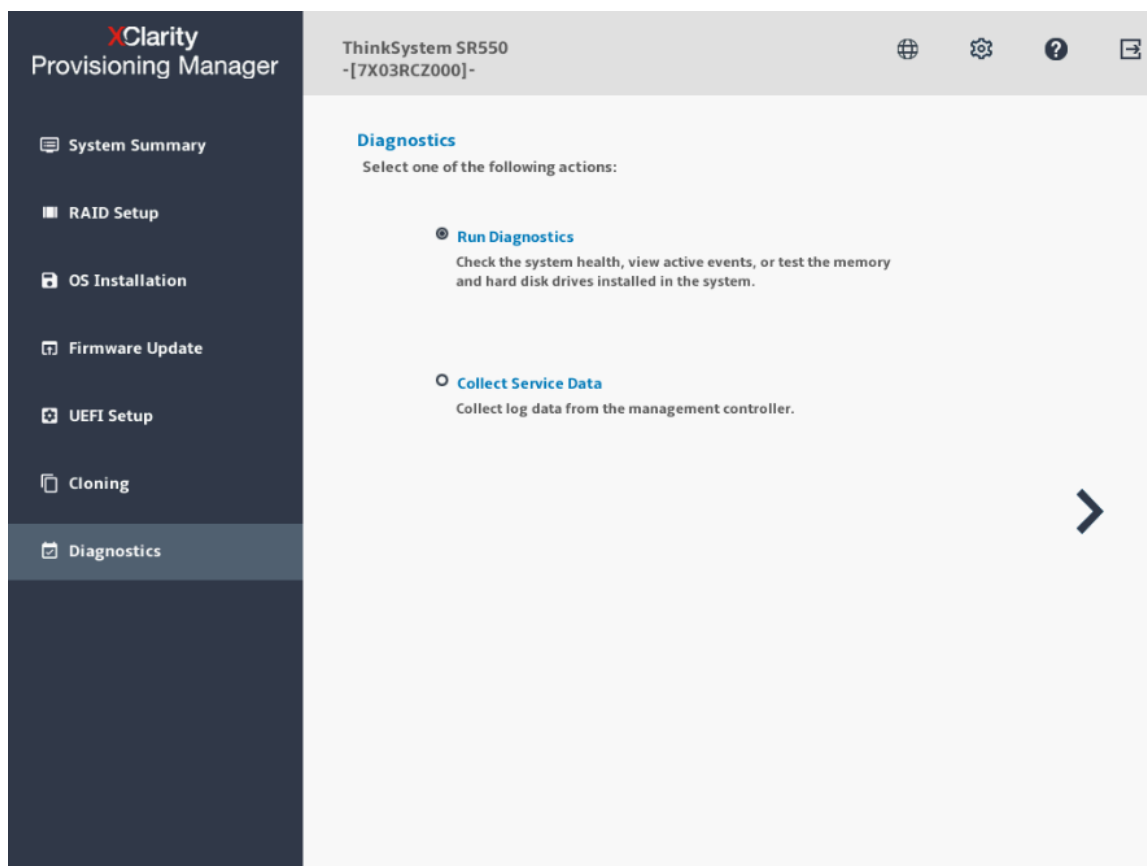 XClarity
Provisioning Manager
ThinkSystem SR550
-[7X03RCZ000]-
System Summary
RAID Setup
OS Installation
Firmware Update
UEFI Setup
Cloning
Diagnostics
Diagnostics
Select one of the following actions:
Run Diagnostics
Check the system health, view active events, or test the memory
and hard disk drives installed in the system.
Collect Service Data
Collect log data from the management controller.